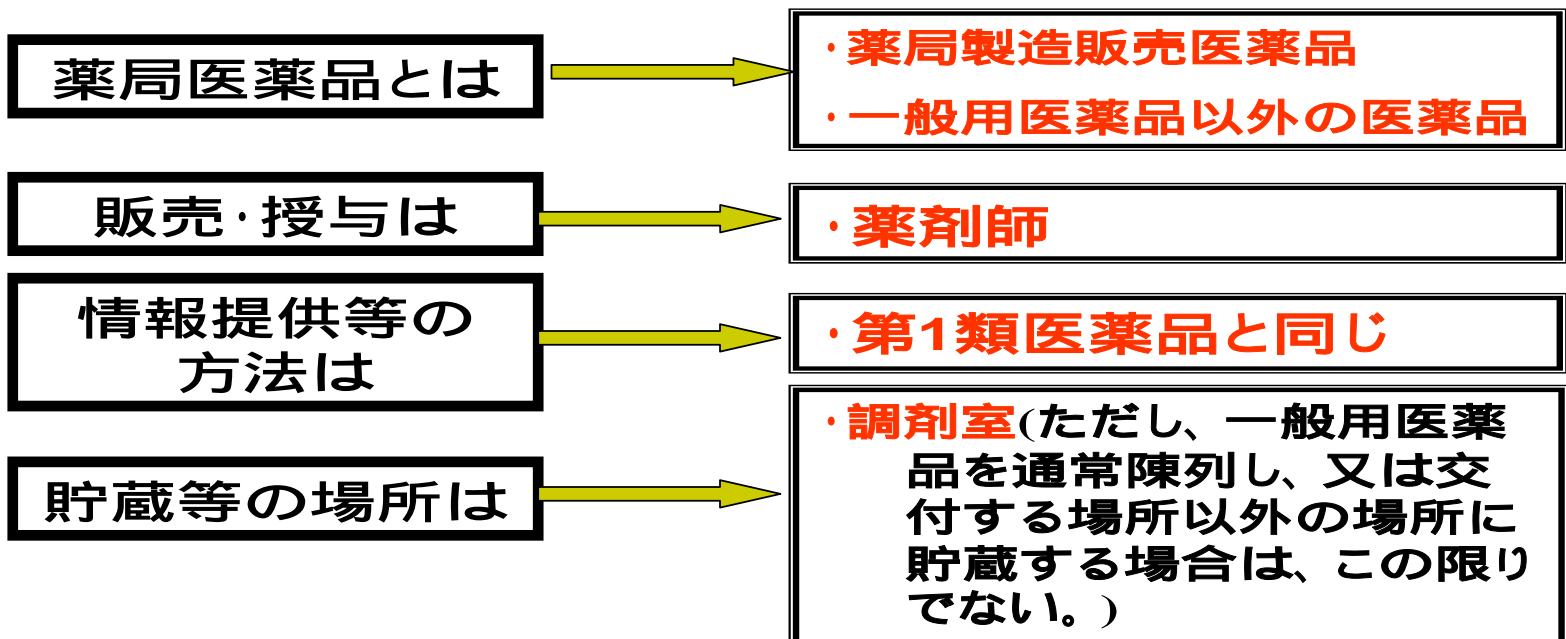 薬局医薬品とは
・薬局製造販売医薬品
・一般用医薬品以外の医薬品
販売・授与は
・薬剤師
情報提供等の
方法は
・第1類医薬品と同じ
貯蔵等の場所は
・調剤室(ただし、一般用医薬
品を通常陳列し、又は交
付する場所以外の場所に
貯蔵する場合は、この限り
でない。)